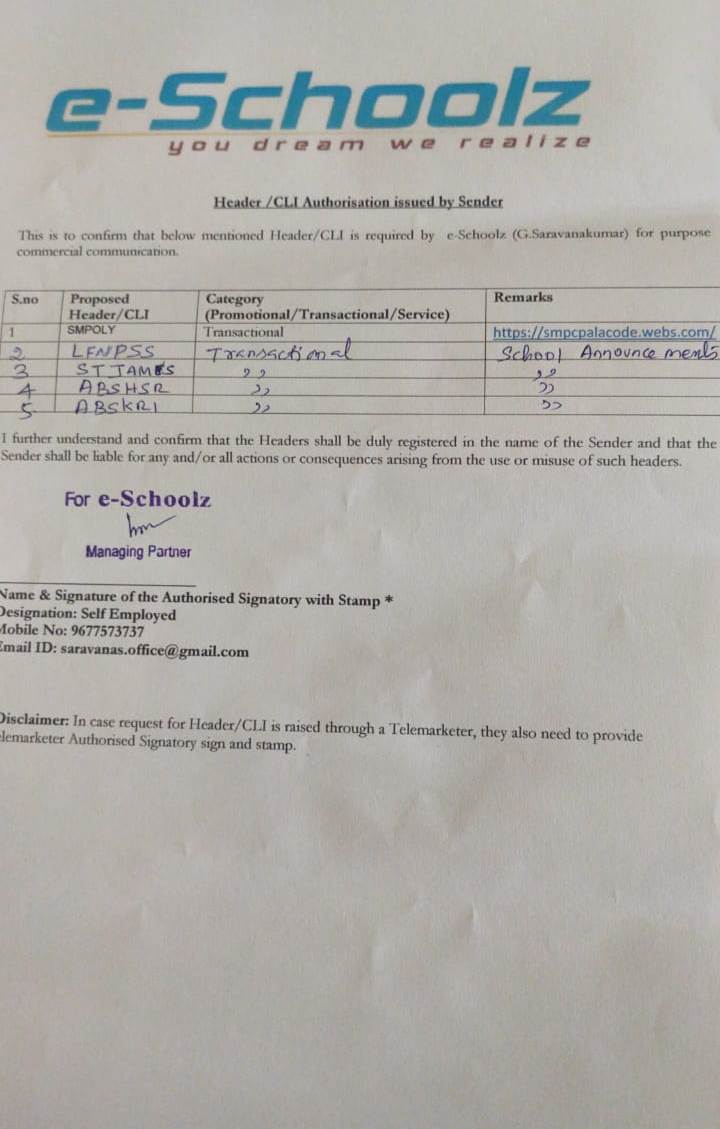 e-Schoolz
you dream we realize
Header /CLI Authorisation issued by Sender
This is to confirm that below mentioned Header/CLI is required by e-Schoolz (G.Saravanakumar) for purpose
commercial communication.
S.no Proposed Header/CLI Category (Promotional/Transactional/Service) Remarks
1 SMPOLY Transactional https://smpcpalacode.webs.com/
2 LFNPSS Transactional School Announcements
3 STJAMES ,, ,,
4 ABSHSR ,, ,,
5 ABSKRI ,, ,,
I further understand and confirm that the Headers shall be duly registered in the name of the Sender and that the
Sender shall be liable for any and/or all actions or consequences arising from the use or misuse of such headers.
For e-Schoolz
Managing Partner
Name & Signature of the Authorised Signatory with Stamp *
Designation: Self Employed
Mobile No: 9677573737
Email ID: saravanas.office@gmail.com
Disclaimer: In case request for Header/CLI is raised through a Telemarketer, they also need to provide
elemarketer Authorised Signatory sign and stamp.